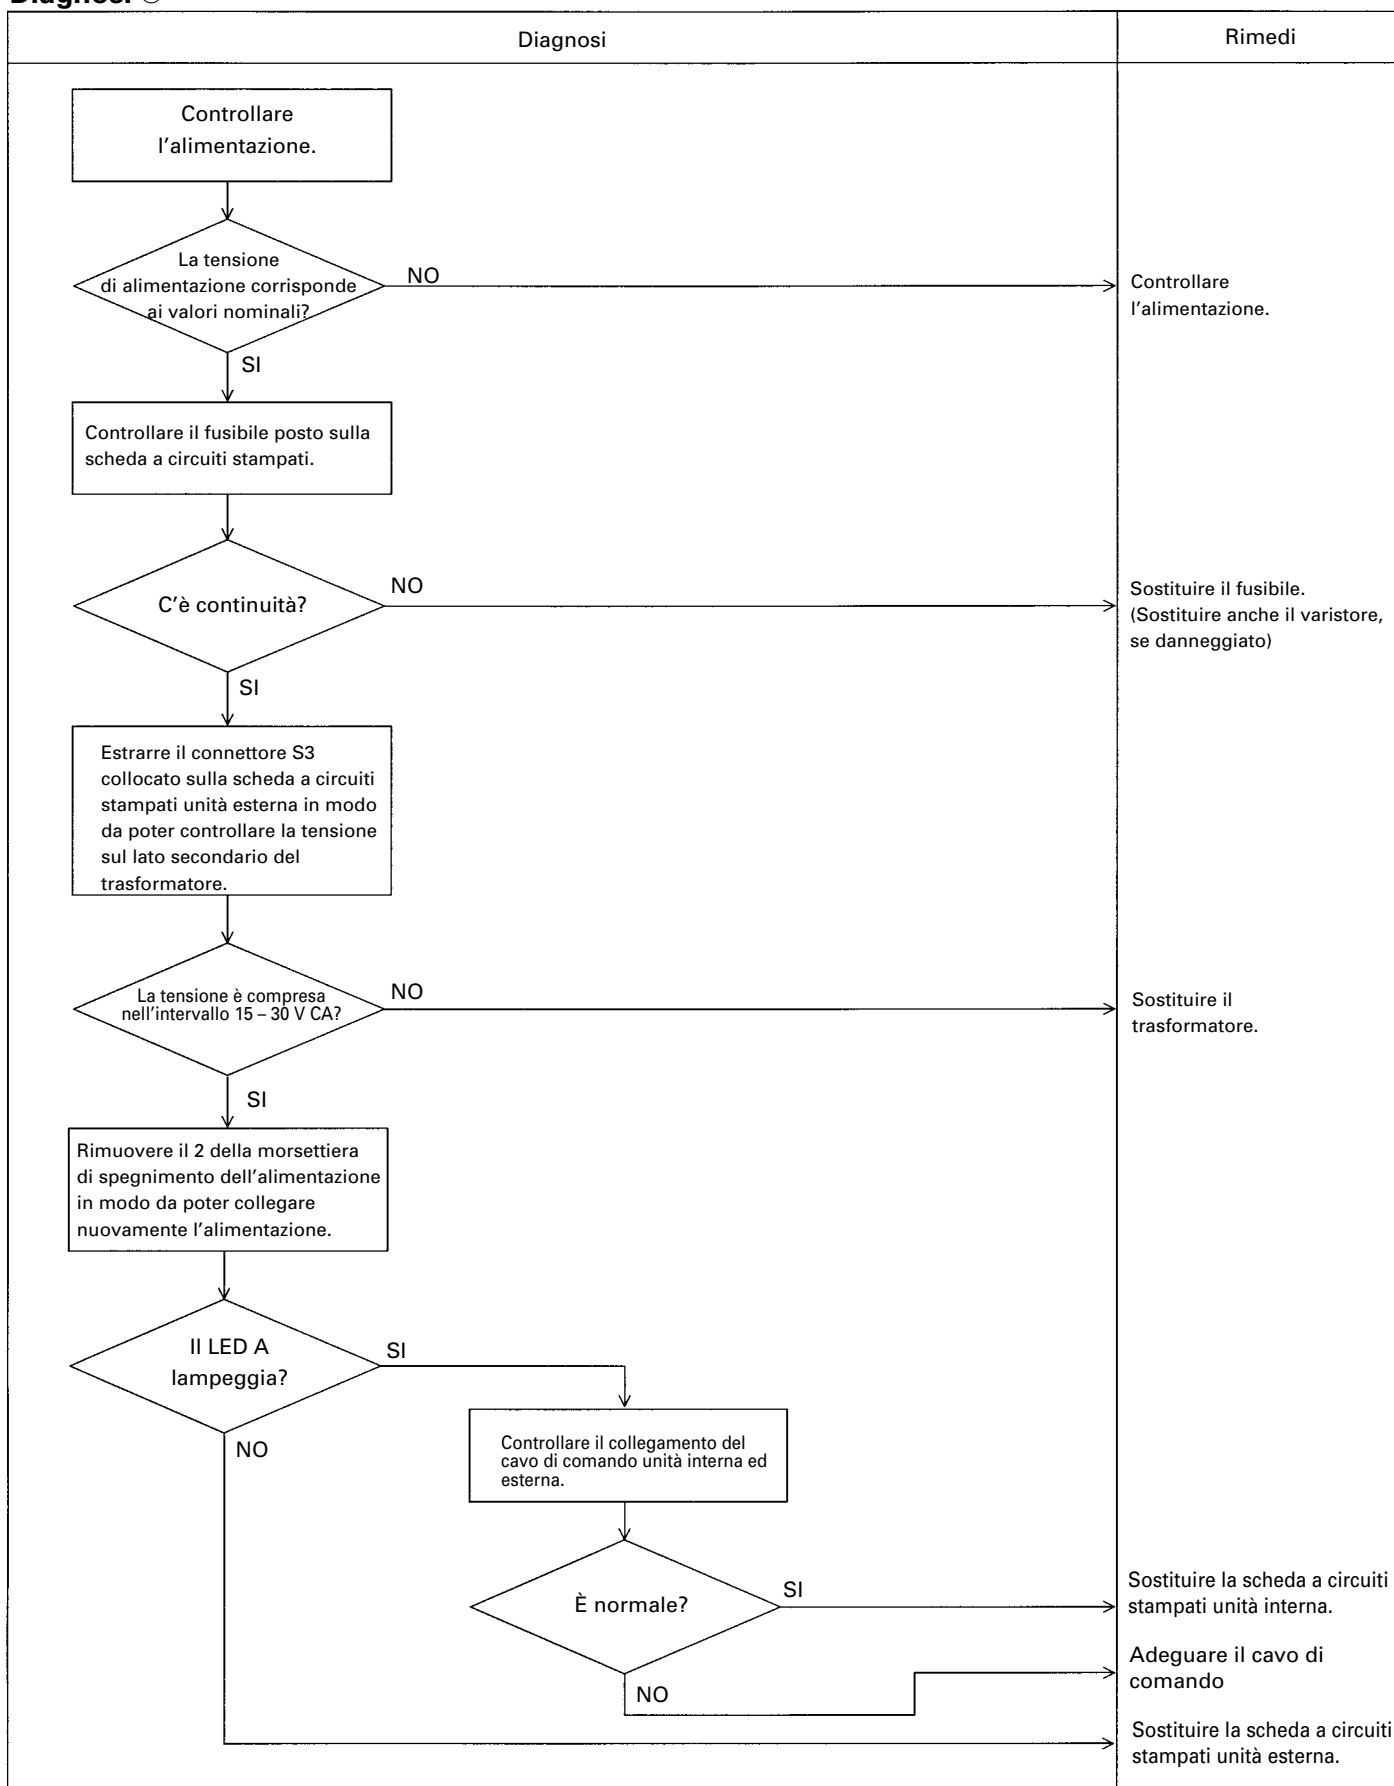 Diagnosi
Diagnosi
Rimedi
Controllare
l'alimentazione.
La tensione
di alimentazione corrisponde
ai valori nominali?
NO
Controllare
l'alimentazione.
SI
Controllare il fusibile posto sulla
scheda a circuiti stampati.
C'è continuità?
NO
Sostituire il fusibile.
(Sostituire anche il varistore,
se danneggiato)
SI
Estrarre il connettore S3
collocato sulla scheda a circuiti
stampati unità esterna in modo
da poter controllare la tensione
sul lato secondario del
trasformatore.
La tensione è compresa
nell'intervallo 15 – 30 V CA?
NO
Sostituire il
trasformatore.
SI
Rimuovere il 2 della morsettiera
di spegnimento dell'alimentazione
in modo da poter collegare
nuovamente l'alimentazione.
Il LED A
lampeggia?
SI
NO
Controllare il collegamento del
cavo di comando unità interna ed
esterna.
È normale?
SI
Sostituire la scheda a circuiti
stampati unità interna.
NO
Adeguare il cavo di
comando
Sostituire la scheda a circuiti
stampati unità esterna.